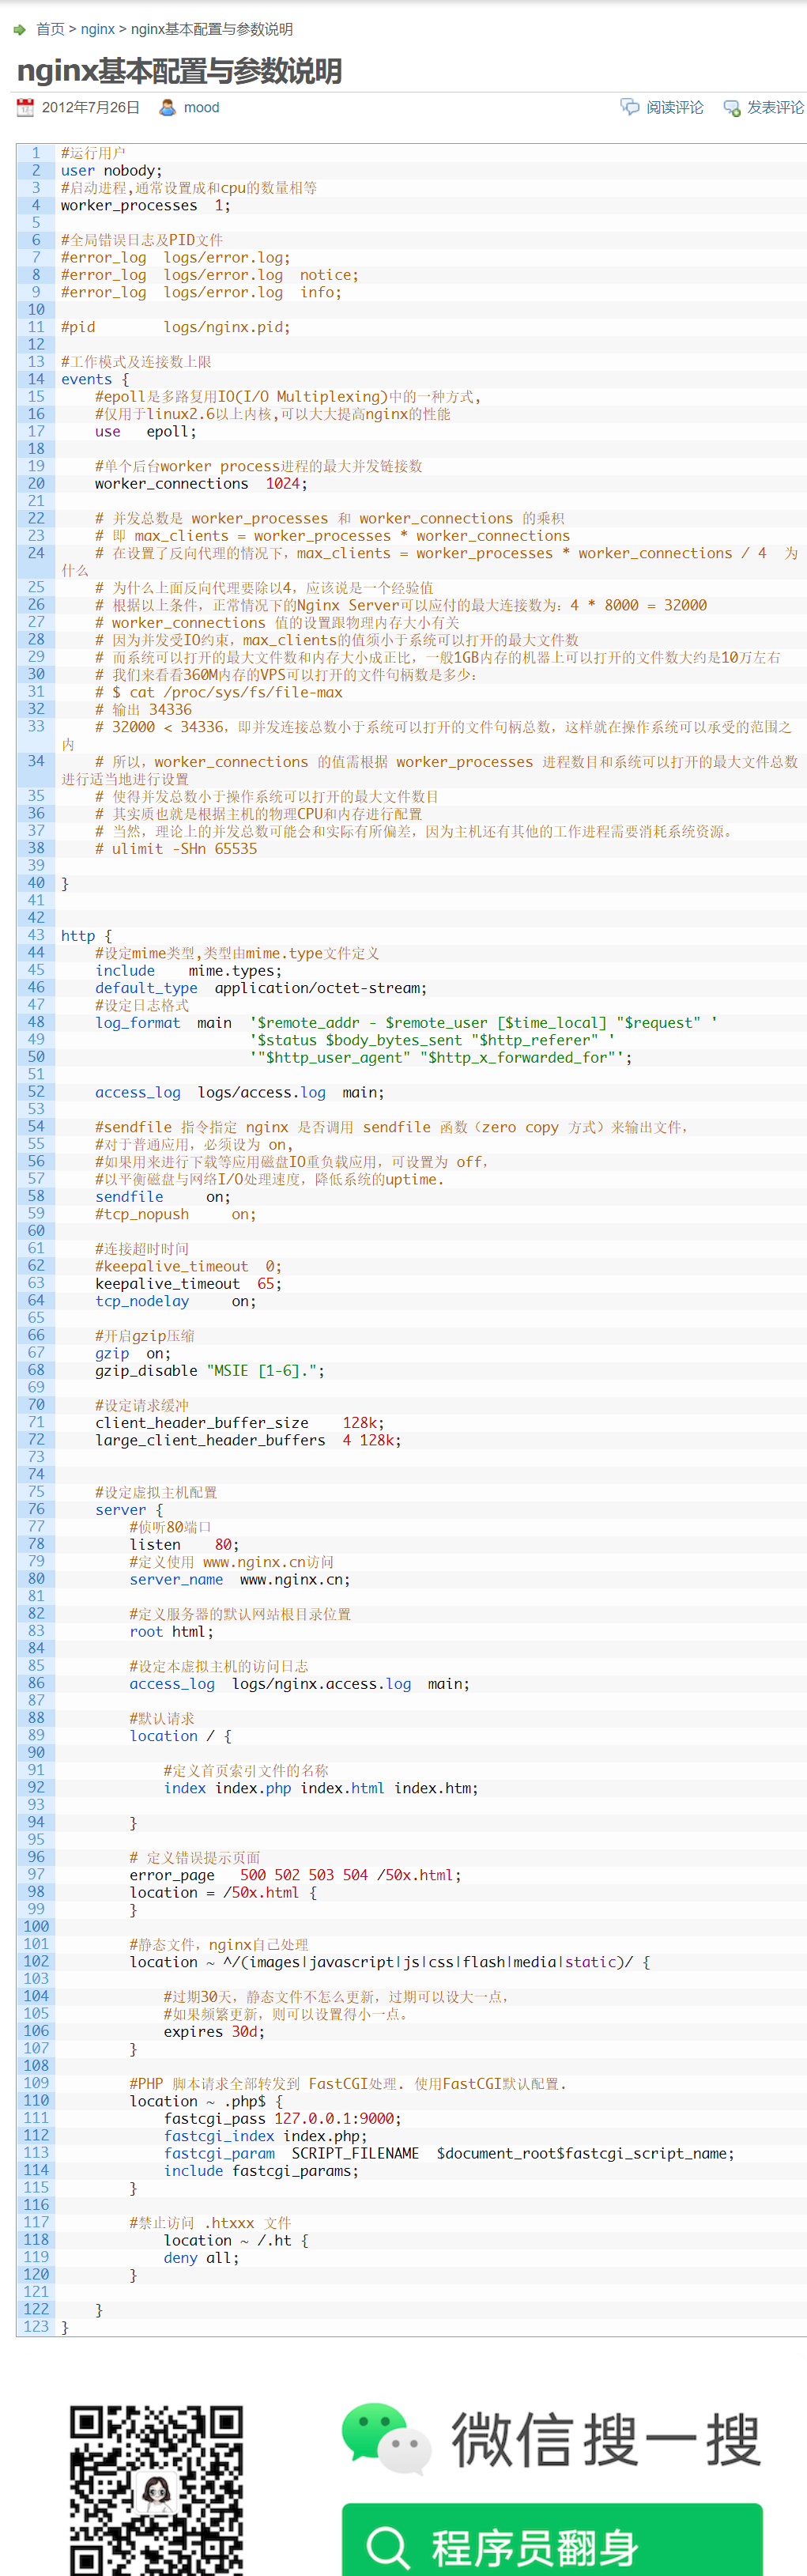 首页 > nginx > nginx基本配置与参数说明
nginx基本配置与参数说明
2012年7月26日 mood 阅读评论 发表评论
1 #运行用户
2 user nobody;
3 #启动进程,通常设置成和cpu的数量相等
4 worker_processes  1;
5
6 #全局错误日志及PID文件
7 #error_log  logs/error.log;
8 #error_log  logs/error.log  notice;
9 #error_log  logs/error.log  info;
10
11 #pid        logs/nginx.pid;
12
13 #工作模式及连接数上限
14 events {
15     #epoll是多路复用IO(I/O Multiplexing)中的一种方式,
16     #仅用于linux2.6以上内核,可以大大提高nginx的性能
17     use   epoll;
18
19     #单个后台worker process进程的最大并发链接数
20     worker_connections  1024;
21
22     # 并发总数是 worker_processes 和 worker_connections 的乘积
23     # 即 max_clients = worker_processes * worker_connections
24     # 在设置了反向代理的情况下，max_clients = worker_processes * worker_connections / 4  为
什么
25     # 为什么上面反向代理要除以4，应该说是一个经验值
26     # 根据以上条件，正常情况下的Nginx Server可以应付的最大连接数为：4 * 8000 = 32000
27     # worker_connections 值的设置跟物理内存大小有关
28     # 因为并发受IO约束，max_clients的值须小于系统可以打开的最大文件数
29     # 而系统可以打开的最大文件数和内存大小成正比，一般1GB内存的机器上可以打开的文件数大约是10万左右
30     # 我们来看看360M内存的VPS可以打开的文件句柄数是多少：
31     # $ cat /proc/sys/fs/file-max
32     # 输出 34336
33     # 32000 < 34336，即并发连接总数小于系统可以打开的文件句柄总数，这样就在操作系统可以承受的范围之
内
34     # 所以，worker_connections 的值需根据 worker_processes 进程数目和系统可以打开的最大文件总数
进行适当地进行设置
35     # 使得并发总数小于操作系统可以打开的最大文件数目
36     # 其实质也就是根据主机的物理CPU和内存进行配置
37     # 当然，理论上的并发总数可能会和实际有所偏差，因为主机还有其他的工作进程需要消耗系统资源。
38     # ulimit -SHn 65535
39
40 }
41
42
43 http {
44     #设定mime类型,类型由mime.type文件定义
45     include    mime.types;
46     default_type  application/octet-stream;
47     #设定日志格式
48     log_format  main  '$remote_addr - $remote_user [$time_local] "$request" '
49                       '$status $body_bytes_sent "$http_referer" '
50                       '"$http_user_agent" "$http_x_forwarded_for"';
51
52     access_log  logs/access.log  main;
53
54     #sendfile 指令指定 nginx 是否调用 sendfile 函数（zero copy 方式）来输出文件，
55     #对于普通应用，必须设为 on,
56     #如果用来进行下载等应用磁盘IO重负载应用，可设置为 off，
57     #以平衡磁盘与网络I/O处理速度，降低系统的uptime.
58     sendfile     on;
59     #tcp_nopush     on;
60
61     #连接超时时间
62     #keepalive_timeout  0;
63     keepalive_timeout  65;
64     tcp_nodelay     on;
65
66     #开启gzip压缩
67     gzip  on;
68     gzip_disable "MSIE [1-6].";
69
70     #设定请求缓冲
71     client_header_buffer_size    128k;
72     large_client_header_buffers  4 128k;
73
74
75     #设定虚拟主机配置
76     server {
77         #侦听80端口
78         listen    80;
79         #定义使用 www.nginx.cn访问
80         server_name  www.nginx.cn;
81
82         #定义服务器的默认网站根目录位置
83         root html;
84
85         #设定本虚拟主机的访问日志
86         access_log  logs/nginx.access.log  main;
87
88         #默认请求
89         location / {
90
91             #定义首页索引文件的名称
92             index index.php index.html index.htm;
93
94         }
95
96         # 定义错误提示页面
97         error_page   500 502 503 504 /50x.html;
98         location = /50x.html {
99         }
100
101         #静态文件，nginx自己处理
102         location ~ ^/(images|javascript|js|css|flash|media|static)/ {
103
104             #过期30天，静态文件不怎么更新，过期可以设大一点，
105             #如果频繁更新，则可以设置得小一点。
106             expires 30d;
107         }
108
109         #PHP 脚本请求全部转发到 FastCGI处理. 使用FastCGI默认配置.
110         location ~ .php$ {
111             fastcgi_pass 127.0.0.1:9000;
112             fastcgi_index index.php;
113             fastcgi_param  SCRIPT_FILENAME  $document_root$fastcgi_script_name;
114             include fastcgi_params;
115         }
116
117         #禁止访问 .htxxx 文件
118             location ~ /.ht {
119             deny all;
120         }
121
122     }
123 }
微信搜一搜
程序员翻身